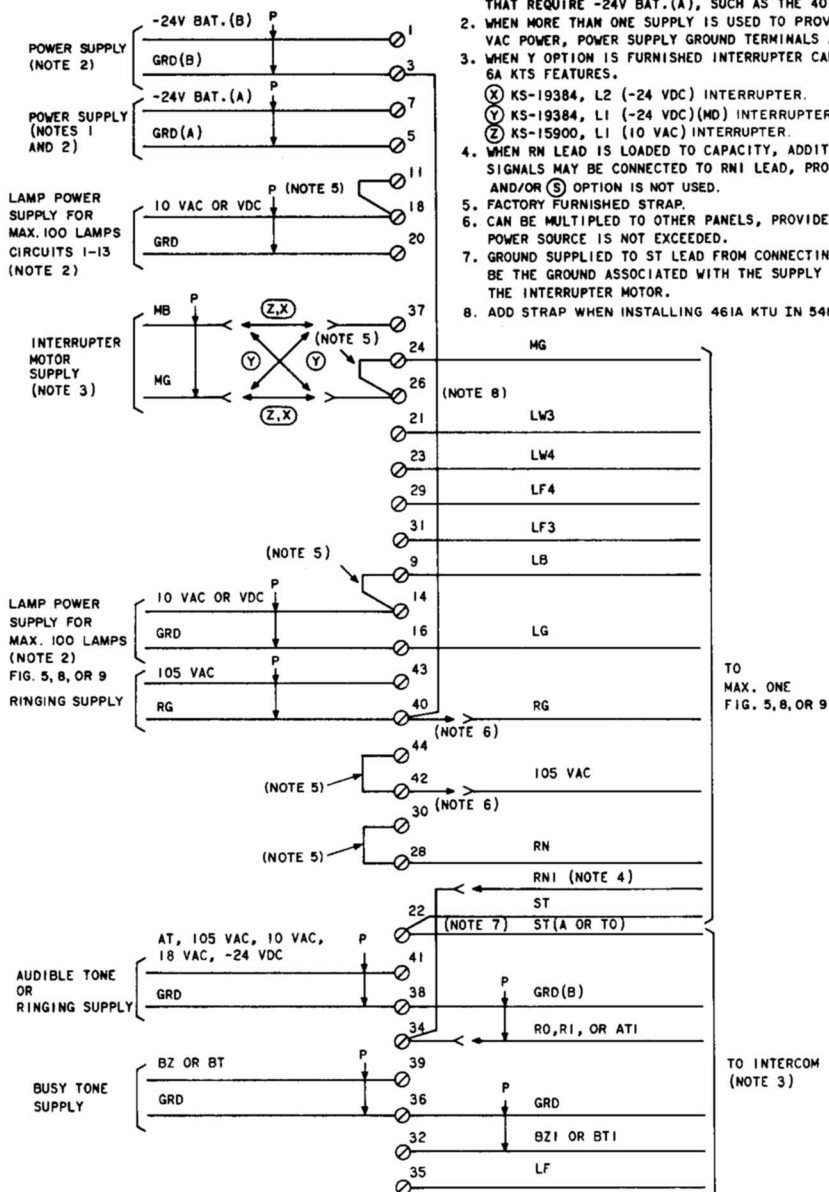 THAT REQUIRE -24V BAT.(A), SUCH AS THE 40
2. WHEN MORE THAN ONE SUPPLY IS USED TO PROV
VAC POWER, POWER SUPPLY GROUND TERMINALS
3. WHEN Y OPTION IS FURNISHED INTERRUPTER CA
6A KTS FEATURES.
(X) KS-19384, L2 (-24 VDC) INTERRUPTER.
(Y) KS-19384, L1 (-24 VDC)(MD) INTERRUPTER
(Z) KS-15900, L1 (10 VAC) INTERRUPTER.
4. WHEN RN LEAD IS LOADED TO CAPACITY, ADDIT
SIGNALS MAY BE CONNECTED TO RN1 LEAD, PRO
AND/OR (S) OPTION IS NOT USED.
5. FACTORY FURNISHED STRAP.
6. CAN BE MULTIPLED TO OTHER PANELS, PROVIDE
POWER SOURCE IS NOT EXCEEDED.
7. GROUND SUPPLIED TO ST LEAD FROM CONNECTIN
BE THE GROUND ASSOCIATED WITH THE SUPPLY
THE INTERRUPTER MOTOR.
8. ADD STRAP WHEN INSTALLING 461A KTU IN 548
POWER SUPPLY
(NOTE 2)
-24V BAT.(B)
P
1
GRD(B)
3
POWER SUPPLY
(NOTES 1
AND 2)
-24V BAT.(A)
P
7
GRD(A)
5
11
LAMP POWER
SUPPLY FOR
MAX. 100 LAMPS
CIRCUITS 1-13
(NOTE 2)
P
(NOTE 5)
10 VAC OR VDC
18
GRD
20
INTERRUPTER
MOTOR
SUPPLY
(NOTE 3)
MB
P
Z,X
37
(NOTE 5)
Y
Y
24
MG
MG
Z,X
26
(NOTE 8)
21
LW3
23
LW4
29
LF4
31
LF3
(NOTE 5)
9
LB
LAMP POWER
SUPPLY FOR
MAX. 100 LAMPS
(NOTE 2)
FIG. 5, 8, OR 9
10 VAC OR VDC
P
14
GRD
16
LG
RINGING SUPPLY
105 VAC
P
43
RG
40
RG
(NOTE 6)
TO
MAX. ONE
FIG. 5,8,OR 9
44
(NOTE 5)
42
105 VAC
(NOTE 6)
30
(NOTE 5)
28
RN
RN1 (NOTE 4)
22
ST
(NOTE 7)
ST(A OR TO)
AUDIBLE TONE
OR
RINGING SUPPLY
AT, 105 VAC, 10 VAC,
18 VAC, -24 VDC
P
41
GRD
38
P
GRD(B)
34
RO,R1, OR AT1
BUSY TONE
SUPPLY
BZ OR BT
P
39
GRD
36
P
GRD
32
BZ1 OR BT1
35
LF
TO INTERCOM
(NOTE 3)